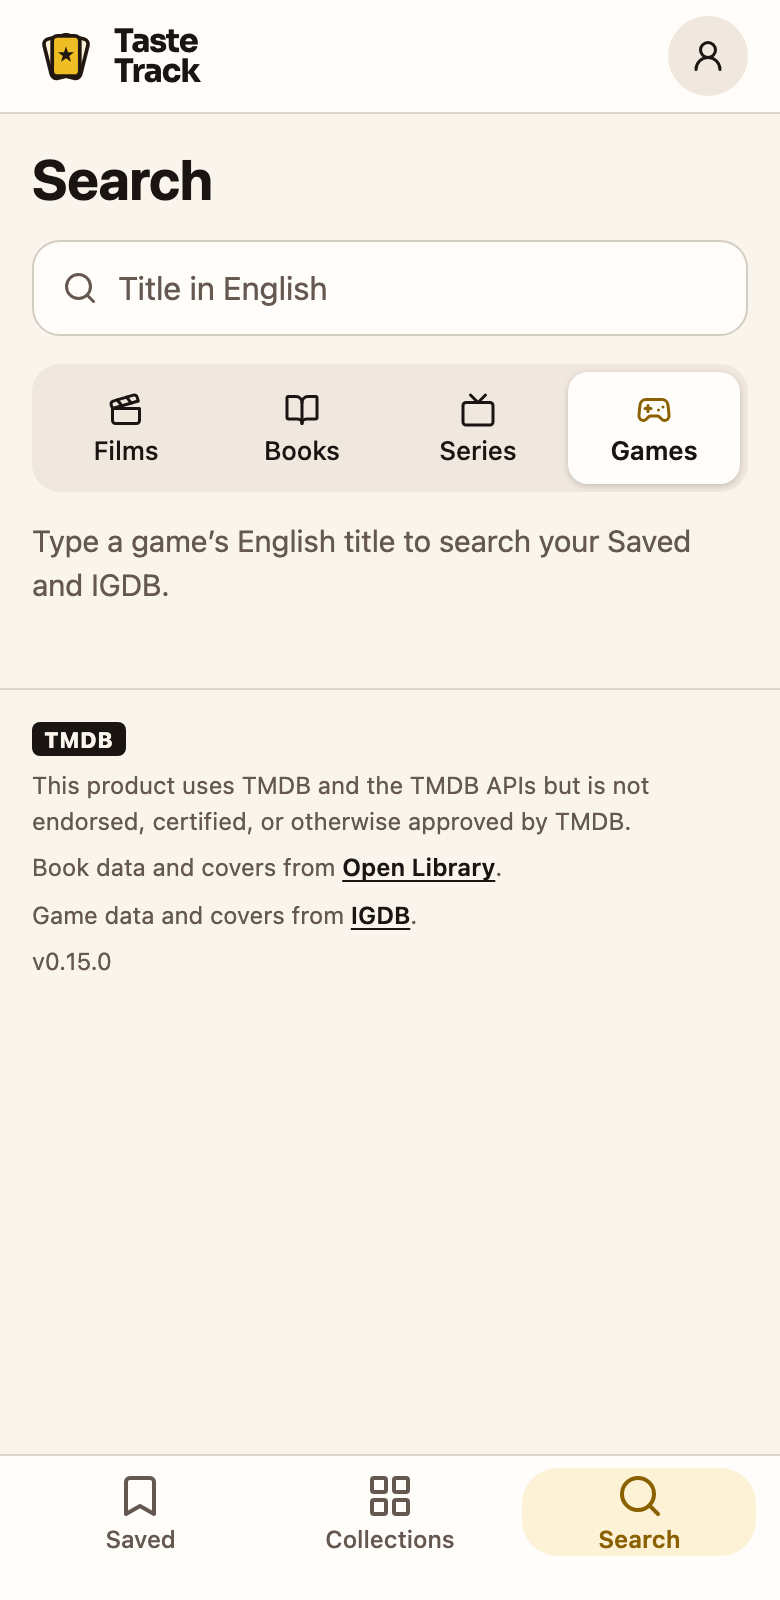 Taste
Track
Search
Title in English
Films
Books
Series
Games
Type a game’s English title to search your Saved
and IGDB.
TMDB
This product uses TMDB and the TMDB APIs but is not
endorsed, certified, or otherwise approved by TMDB.
Book data and covers from Open Library.
Game data and covers from IGDB.
v0.15.0
Saved
Collections
Search